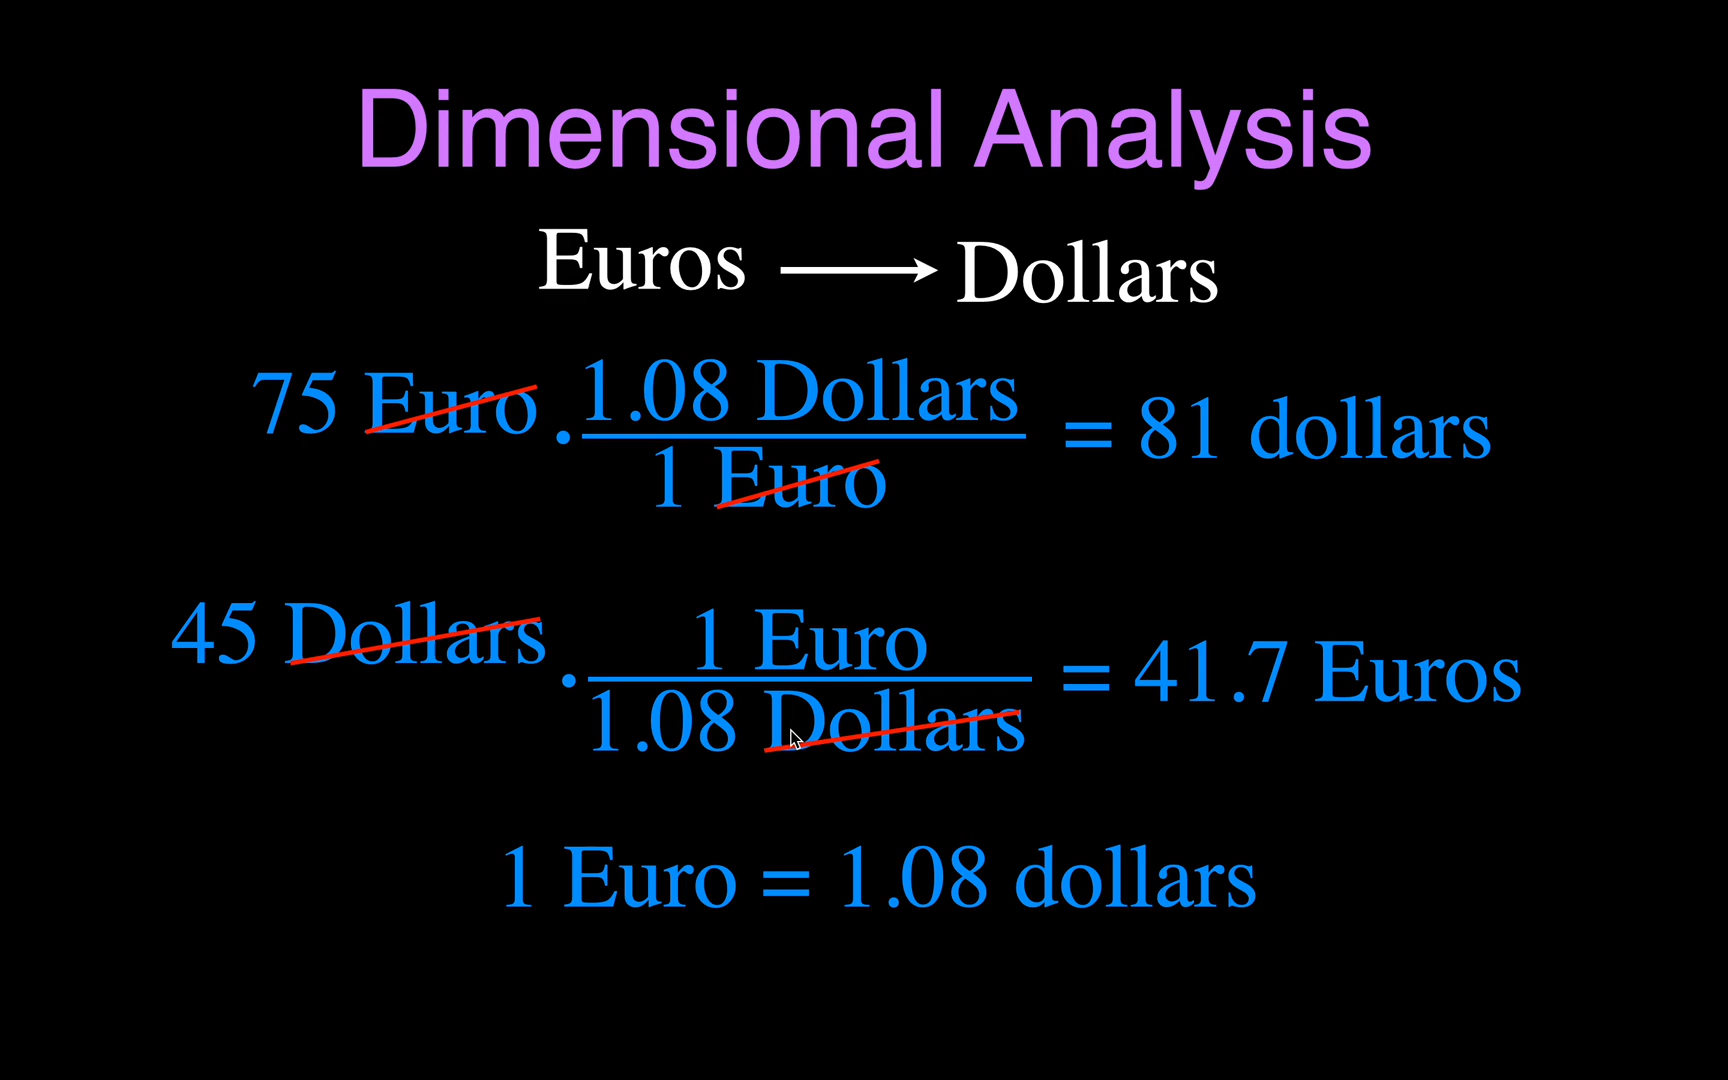 Dimensional Analysis
Euros → Dollars
75 Euro · 1.08 Dollars = 81 dollars
1 Euro
45 Dollars · 1 Euro = 41.7 Euros
1.08 Dollars
1 Euro = 1.08 dollars